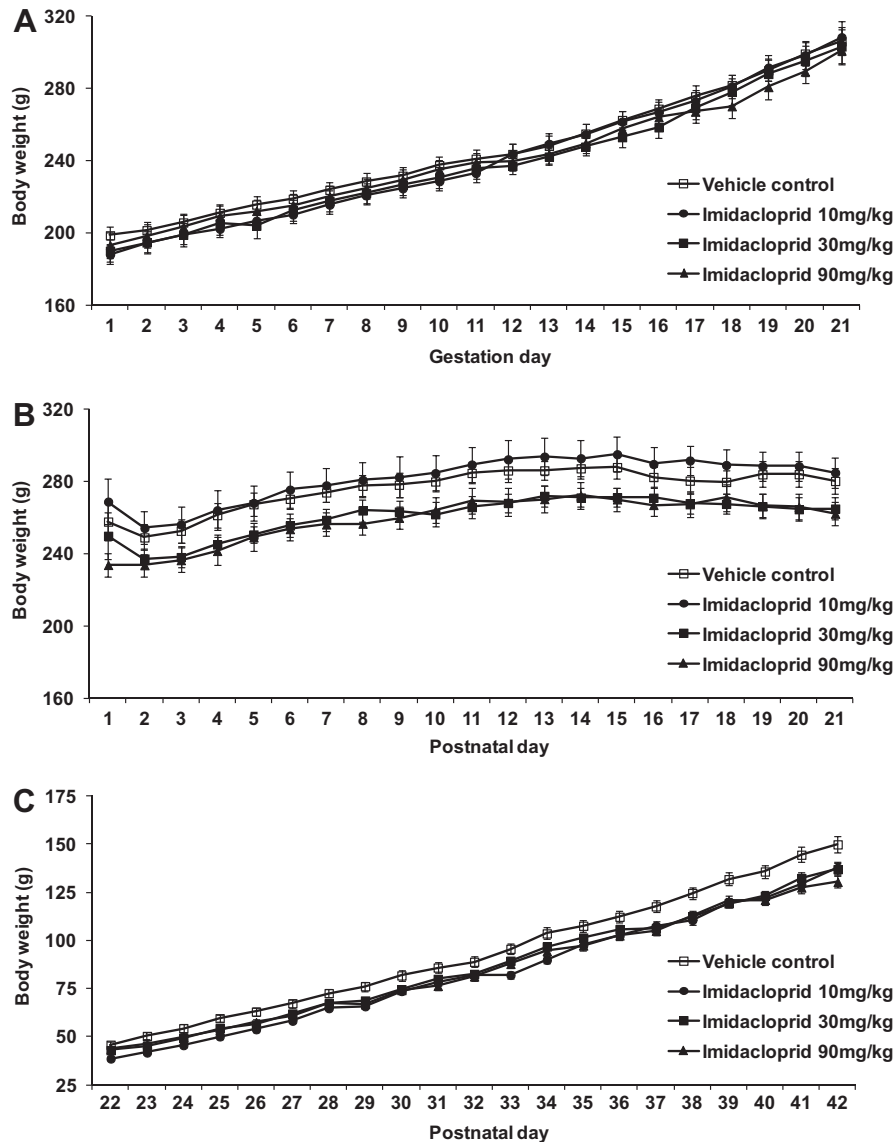 A
320
280
240
200
160
Body weight (g)
Vehicle control
Imidacloprid 10mg/kg
Imidacloprid 30mg/kg
Imidacloprid 90mg/kg
1 2 3 4 5 6 7 8 9 10 11 12 13 14 15 16 17 18 19 20 21
Gestation day
B
320
280
240
200
160
Body weight (g)
Vehicle control
Imidacloprid 10mg/kg
Imidacloprid 30mg/kg
Imidacloprid 90mg/kg
1 2 3 4 5 6 7 8 9 10 11 12 13 14 15 16 17 18 19 20 21
Postnatal day
C
175
150
125
100
75
50
25
Body weight (g)
Vehicle control
Imidacloprid 10mg/kg
Imidacloprid 30mg/kg
Imidacloprid 90mg/kg
22 23 24 25 26 27 28 29 30 31 32 33 34 35 36 37 38 39 40 41 42
Postnatal day